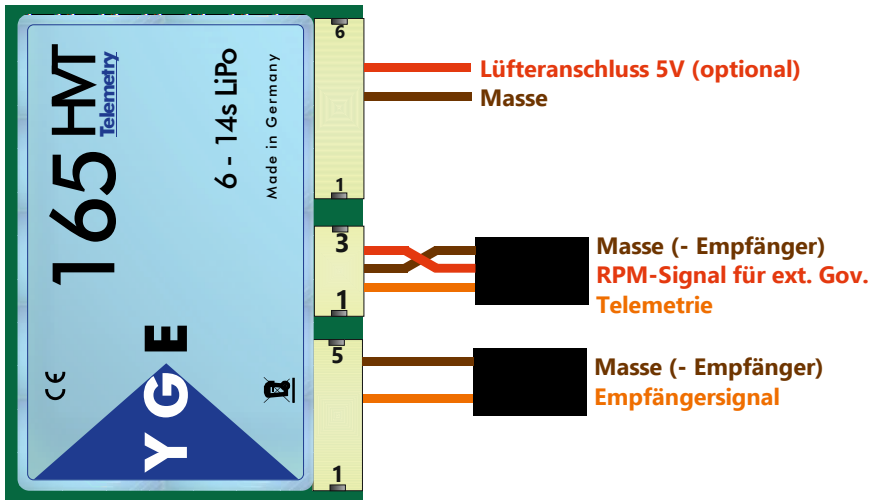 165 HMT
Telemetry
6 - 14s LiPo
Made in Germany
CE
YGE
6
1
3
1
5
1
Lüfteranschluss 5V (optional)
Masse
Masse (- Empfänger)
RPM-Signal für ext. Gov.
Telemetrie
Masse (- Empfänger)
Empfängersignal